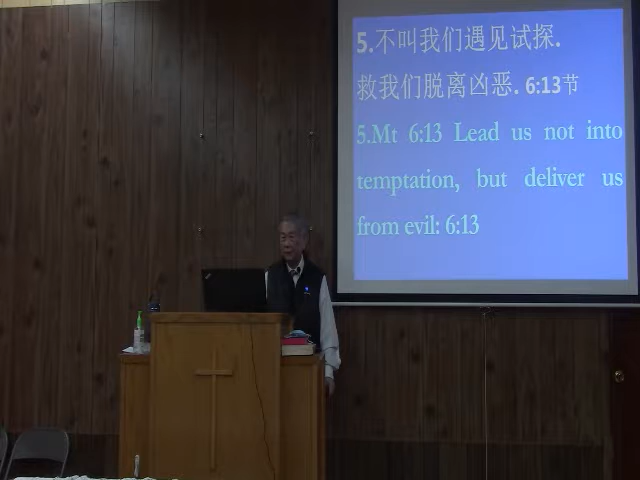 5.不叫我们遇见试探.
救我们脱离凶恶. 6:13节
5.Mt 6:13 Lead us not into
temptation, but deliver us
from evil: 6:13